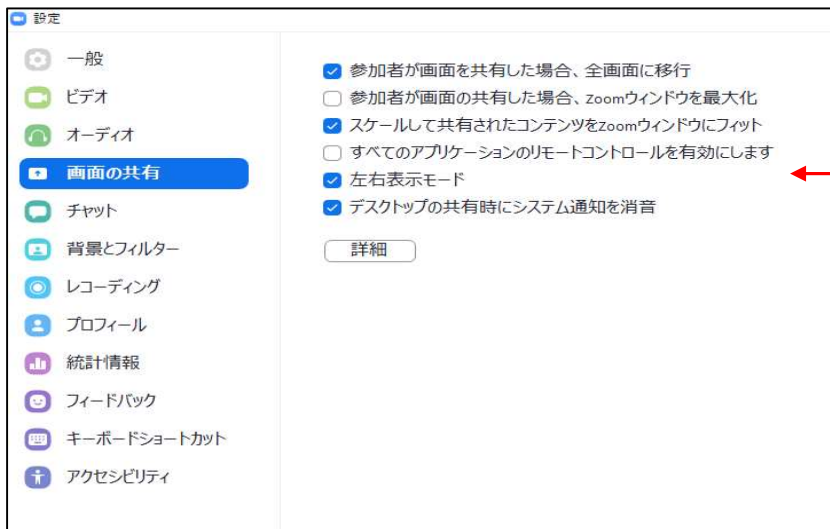 設定
一般
ビデオ
オーディオ
画面の共有
チャット
背景とフィルター
レコーディング
プロフィール
統計情報
フィードバック
キーボードショートカット
アクセシビリティ
参加者が画面を共有した場合、全画面に移行
参加者が画面の共有した場合、Zoomウィンドウを最大化
スケールして共有されたコンテンツをZoomウィンドウにフィット
すべてのアプリケーションのリモートコントロールを有効にします
左右表示モード
デスクトップの共有時にシステム通知を消音
詳細